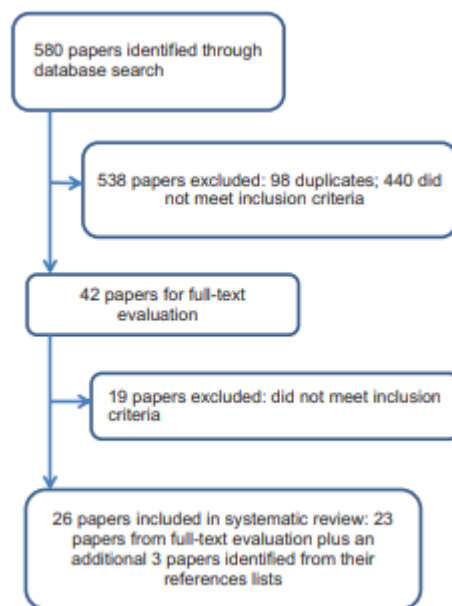 580 papers identified through
database search
538 papers excluded: 98 duplicates; 440 did
not meet inclusion criteria
42 papers for full-text
evaluation
19 papers excluded: did not meet inclusion
criteria
26 papers included in systematic review: 23
papers from full-text evaluation plus an
additional 3 papers identified from their
references lists